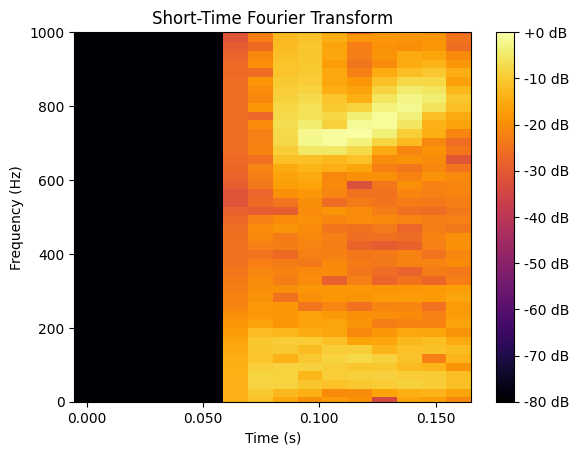 Short-Time Fourier Transform
1000
800
600
400
200
0
Frequency (Hz)
0.000
0.050
0.100
0.150
Time (s)
+0 dB
-10 dB
-20 dB
-30 dB
-40 dB
-50 dB
-60 dB
-70 dB
-80 dB